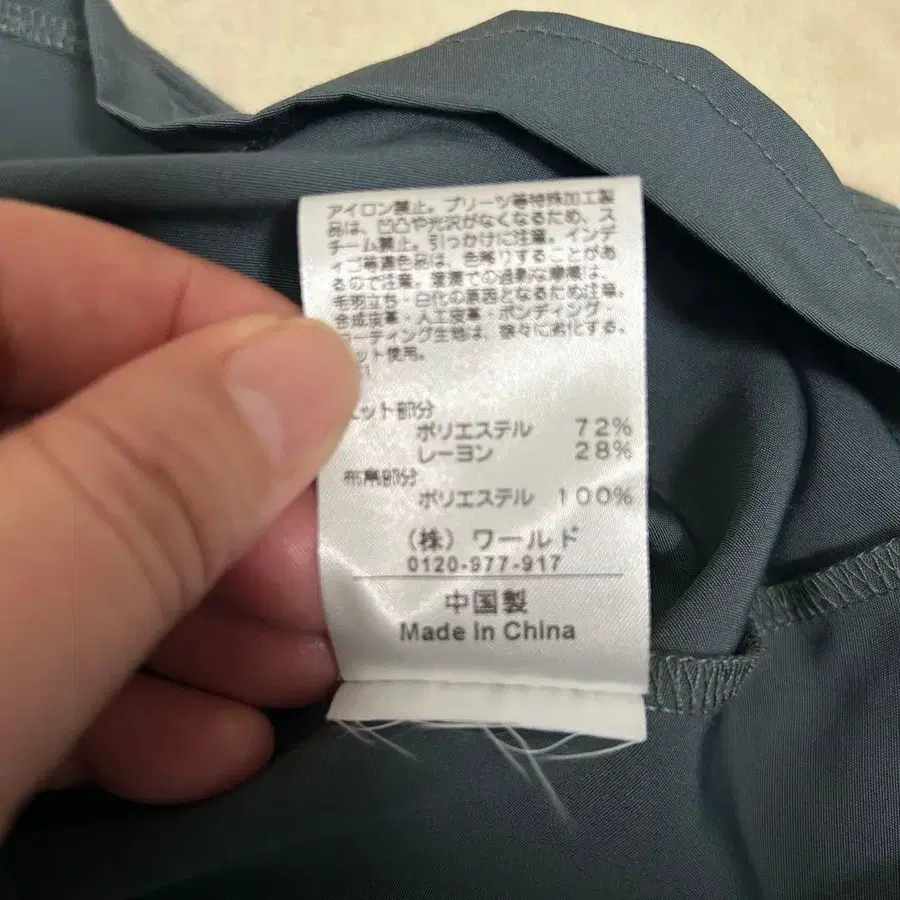 アイロン禁止。プリーツ等特殊加工製
品は、凹凸や光沢がなくなるため、ス
チーム禁止。引っかけに注意。インデ
ィゴ等濃色品は、色移りすることがあ
るので注意。着用での過剰な摩擦は、
毛羽立ち・白化の原因となるため注意。
合成皮革・人工皮革・ボンディング・
ーティング生地は、徐々に劣化する。
ット使用。
ット部分
ポリエステル 72%
レーヨン 28%
布帛部分
ポリエステル 100%
(株) ワールド
0120-977-917
中国製
Made in China